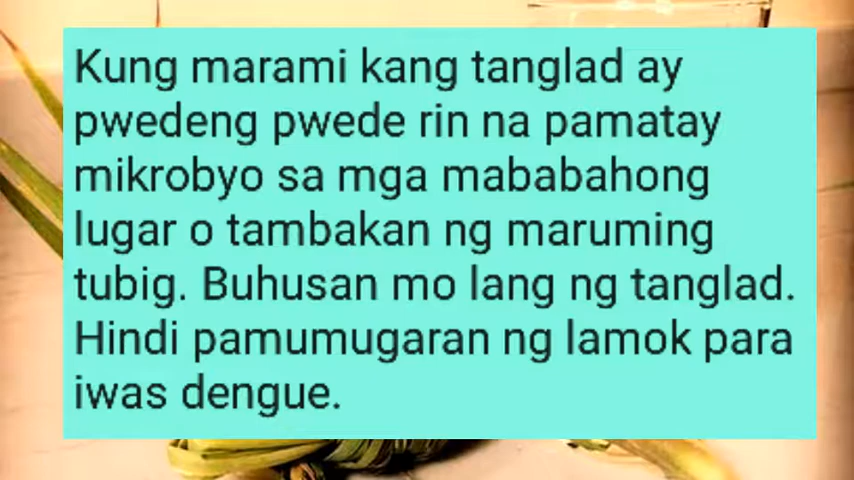 Kung marami kang tanglad ay
pwedeng pwede rin na pamatay
mikrobyo sa mga mababahong
lugar o tambakan ng maruming
tubig. Buhusan mo lang ng tanglad.
Hindi pamumugaran ng lamok para
iwas dengue.